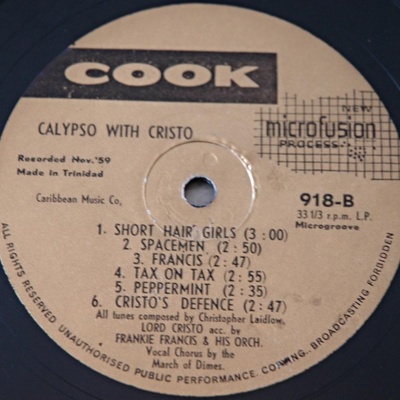 COOK
CALYPSO WITH CRISTO
NEW
microfusion
PROCESS
Recorded Nov.'59
Made in Trinidad
Caribbean Music Co,
918-B
33 1/3 r.p.m. L.P.
Microgroove
1. SHORT HAIR GIRLS (3 : 00)
2. SPACEMEN (2 : 50)
3. FRANCIS (2 : 47)
4. TAX ON TAX (2 : 55)
5. PEPPERMINT (2 : 35)
6. CRISTO'S DEFENCE (2 : 47)
All tunes composed by Christopher Laidlow,
LORD CRISTO acc. by
FRANKIE FRANCIS & HIS ORCH.
Vocal Chorus by the
March of Dimes.
ALL RIGHTS RESERVED UNAUTHORISED PUBLIC PERFORMANCE, BROADCASTING FORBIDDEN